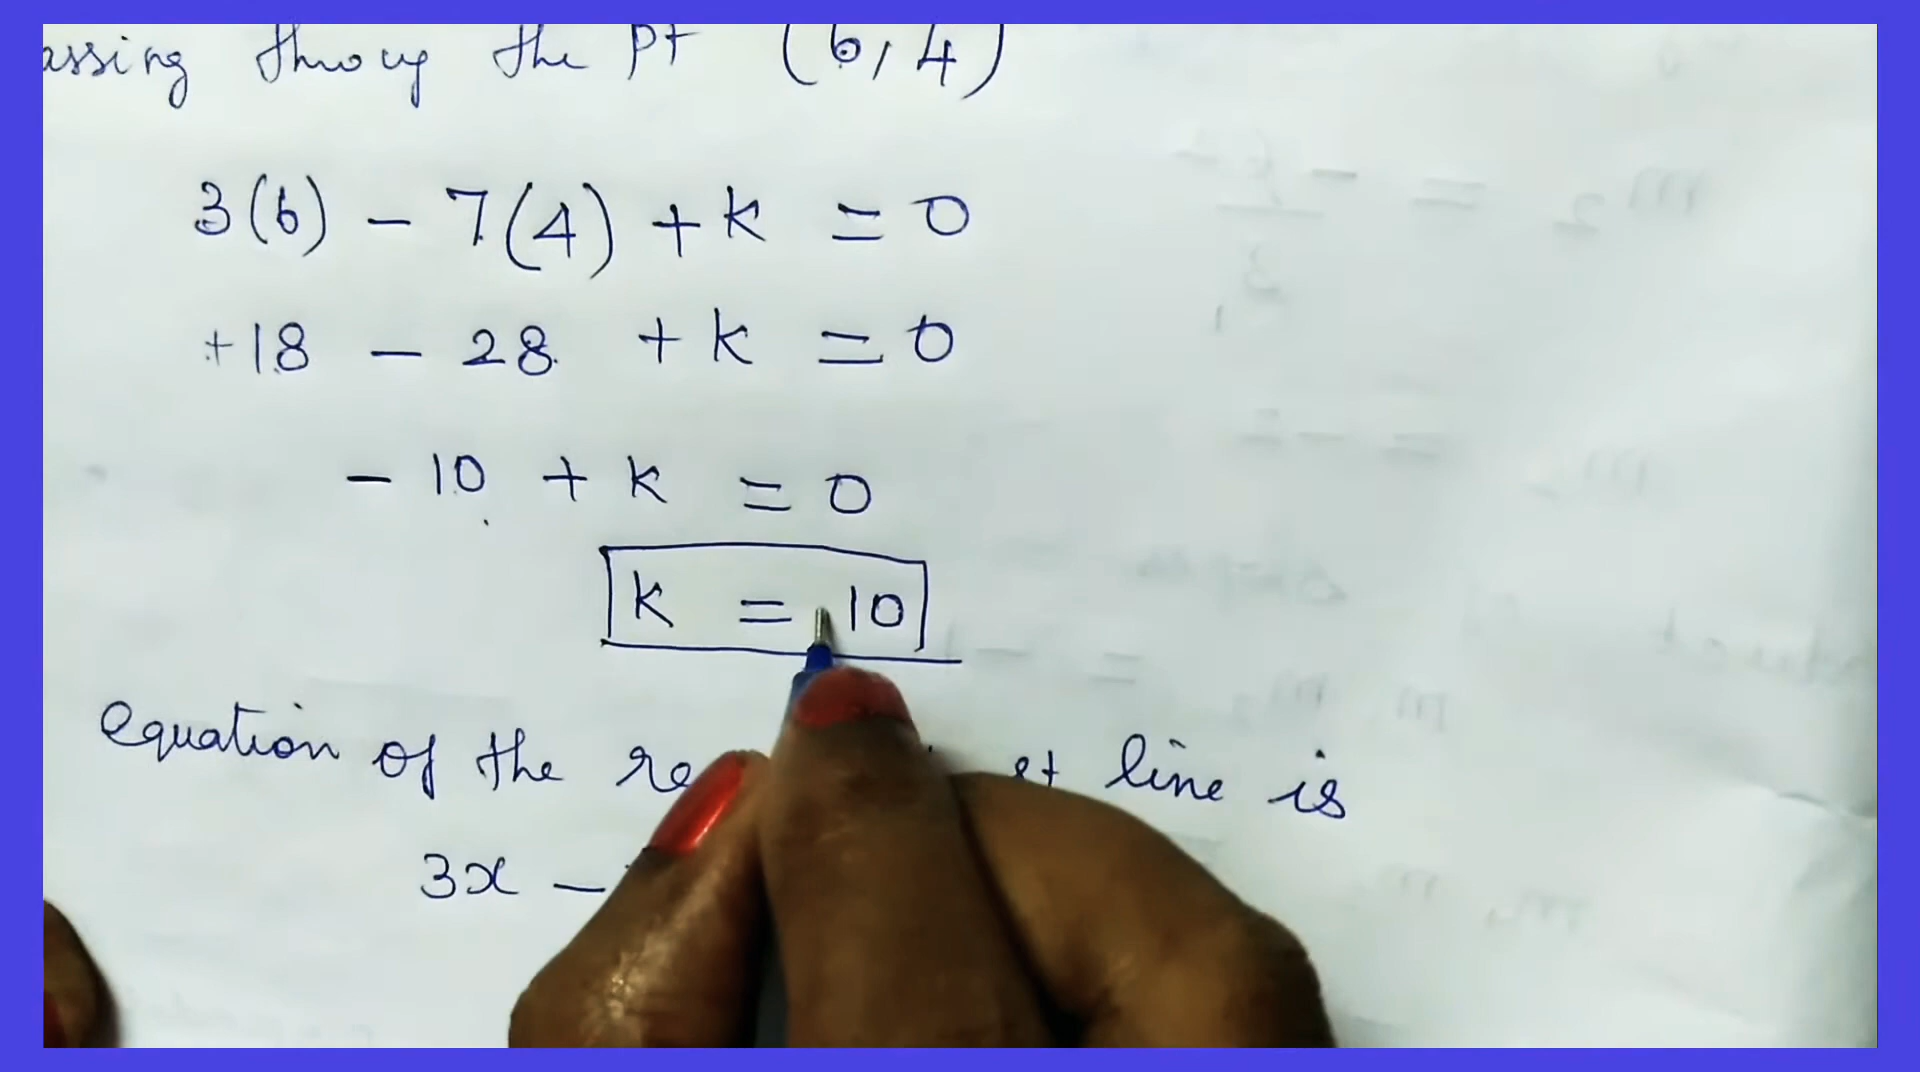 assing throug the pt (6,4)
3(6) - 7(4) + k = 0
+18 - 28 + k = 0
- 10 + k = 0
k = 10
equation of the line is
3x -